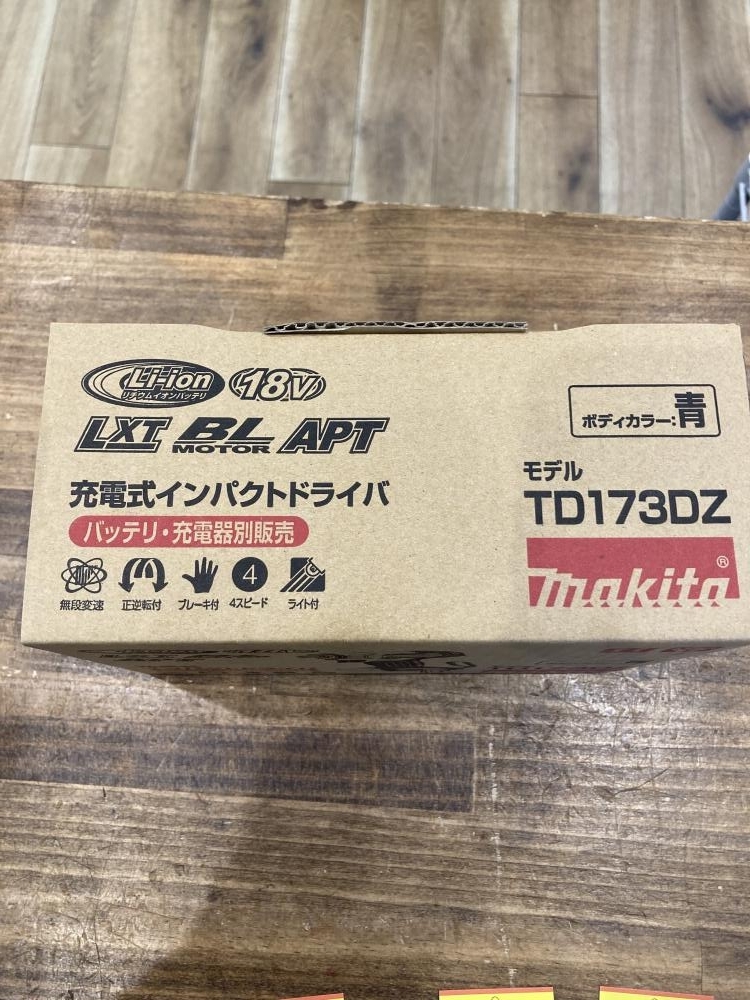 Li-ion
リチウムイオンバッテリ
18V
LXT BL MOTOR APT
ボディカラー:青
充電式インパクトドライバ
バッテリ・充電器別販売
モデル
TD173DZ
makita®
無段変速 正逆転付 ブレーキ付 4 4スピード ライト付